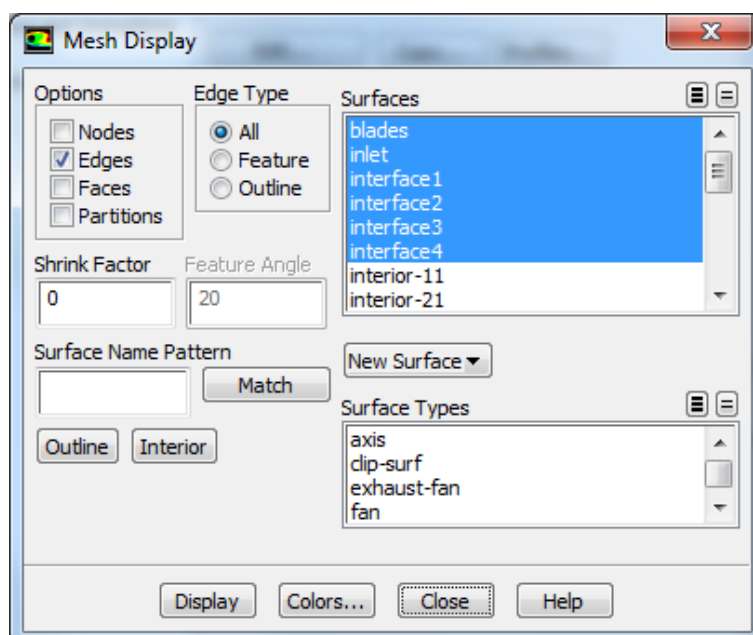 Mesh Display
Options
Nodes
Edges
Faces
Partitions
Edge Type
All
Feature
Outline
Shrink Factor
0
Feature Angle
20
Surface Name Pattern
Match
Outline
Interior
Surfaces
blades
inlet
interface1
interface2
interface3
interface4
interior-11
interior-21
New Surface
Surface Types
axis
clip-surf
exhaust-fan
fan
Display
Colors...
Close
Help